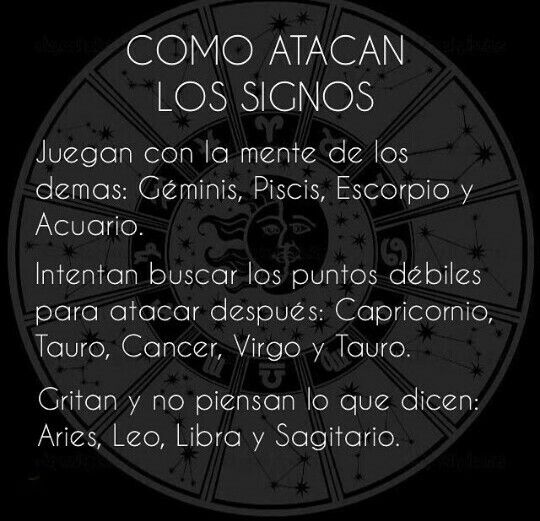 COMO ATACAN
LOS SIGNOS
Juegan con la mente de los
demas: Géminis, Piscis, Escorpio y
Acuario.
Intentan buscar los puntos débiles
para atacar después: Capricornio,
Tauro, Cancer, Virgo y Tauro.
Gritan y no piensan lo que dicen:
Aries, Leo, Libra y Sagitario.